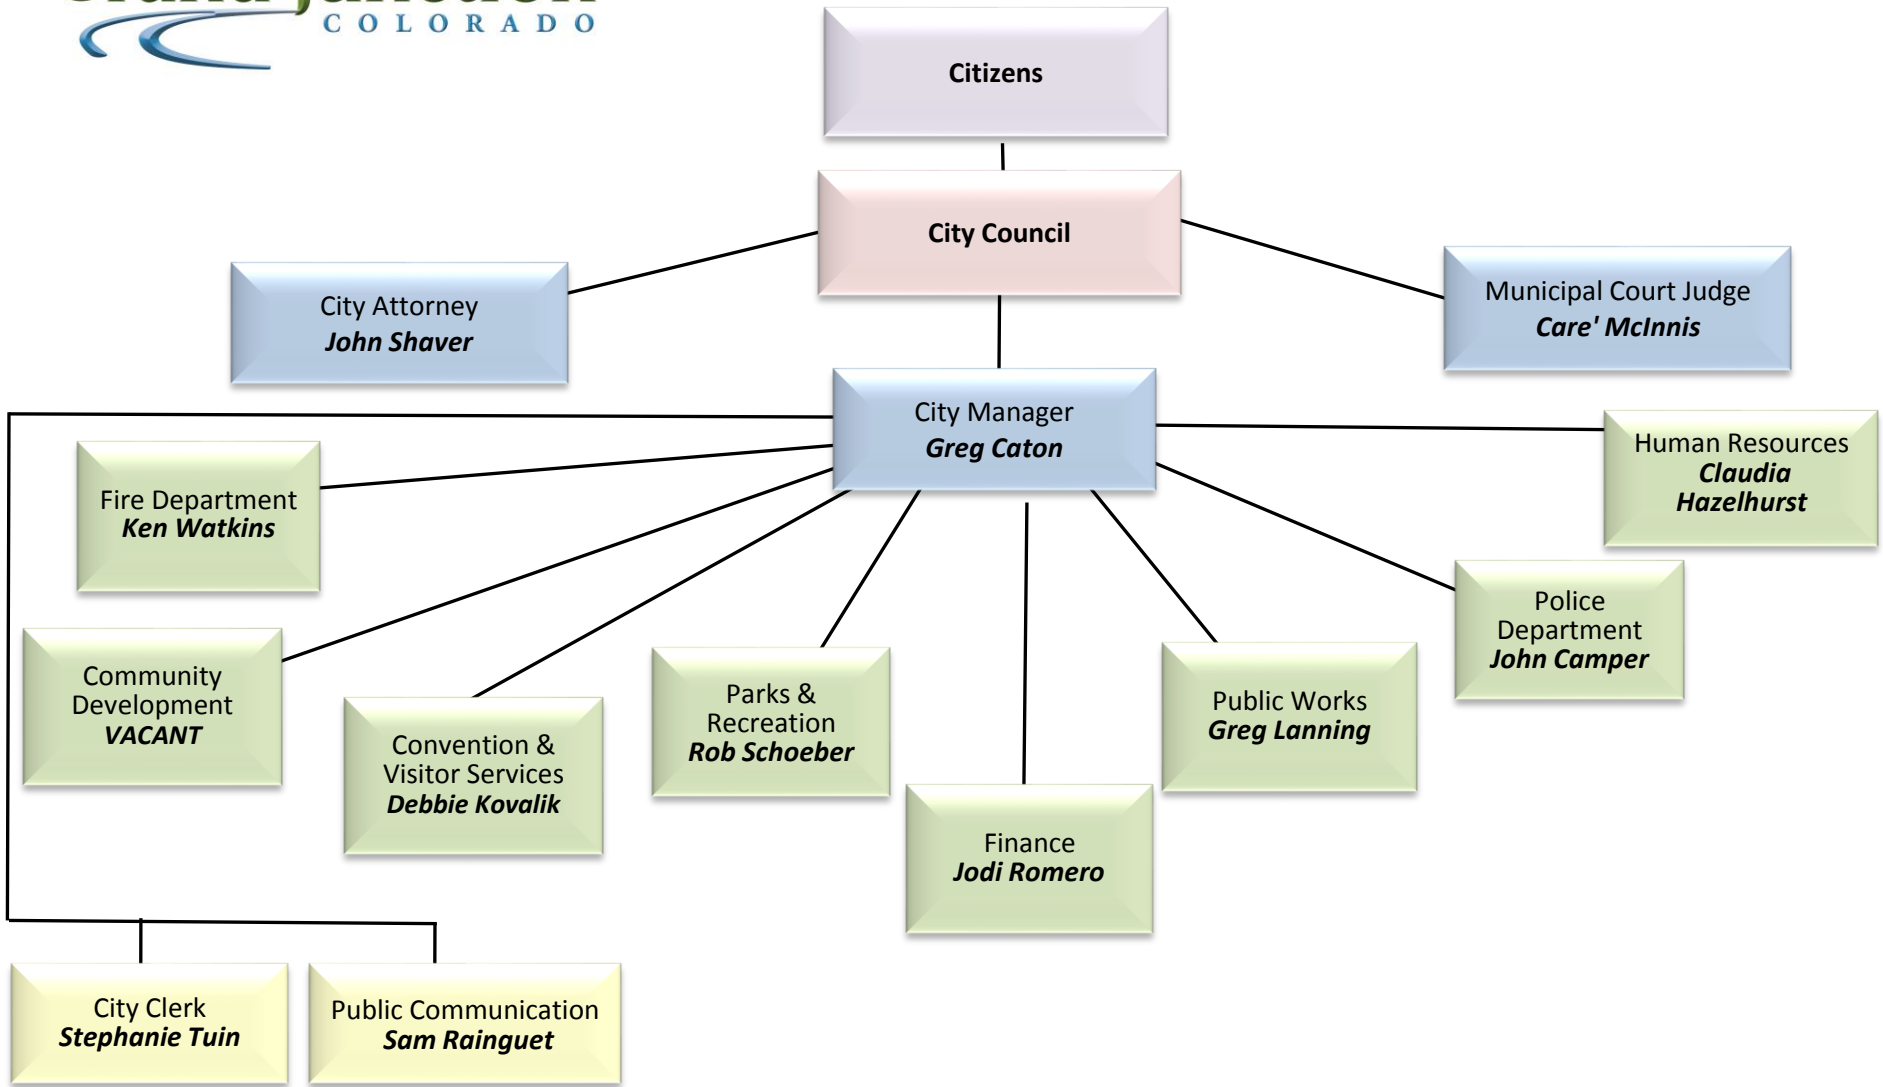 COLORADO
Citizens
City Council
City Attorney
John Shaver
Municipal Court Judge
Care' McInnis
City Manager
Greg Caton
Human Resources
Claudia
Hazelhurst
Fire Department
Ken Watkins
Police
Department
John Camper
Community
Development
VACANT
Convention &
Visitor Services
Debbie Kovalik
Parks &
Recreation
Rob Schoeber
Public Works
Greg Lanning
Finance
Jodi Romero
City Clerk
Stephanie Tuin
Public Communication
Sam Rainguet